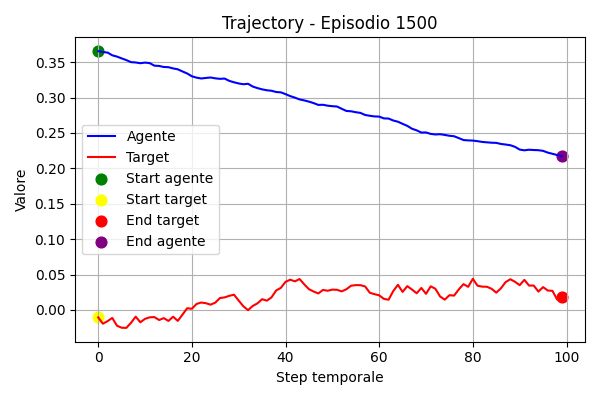 Trajectory - Episodio 1500
Valore
0.35
0.30
0.25
0.20
0.15
0.10
0.05
0.00
Agente
Target
Start agente
Start target
End target
End agente
0 20 40 60 80 100
Step temporale